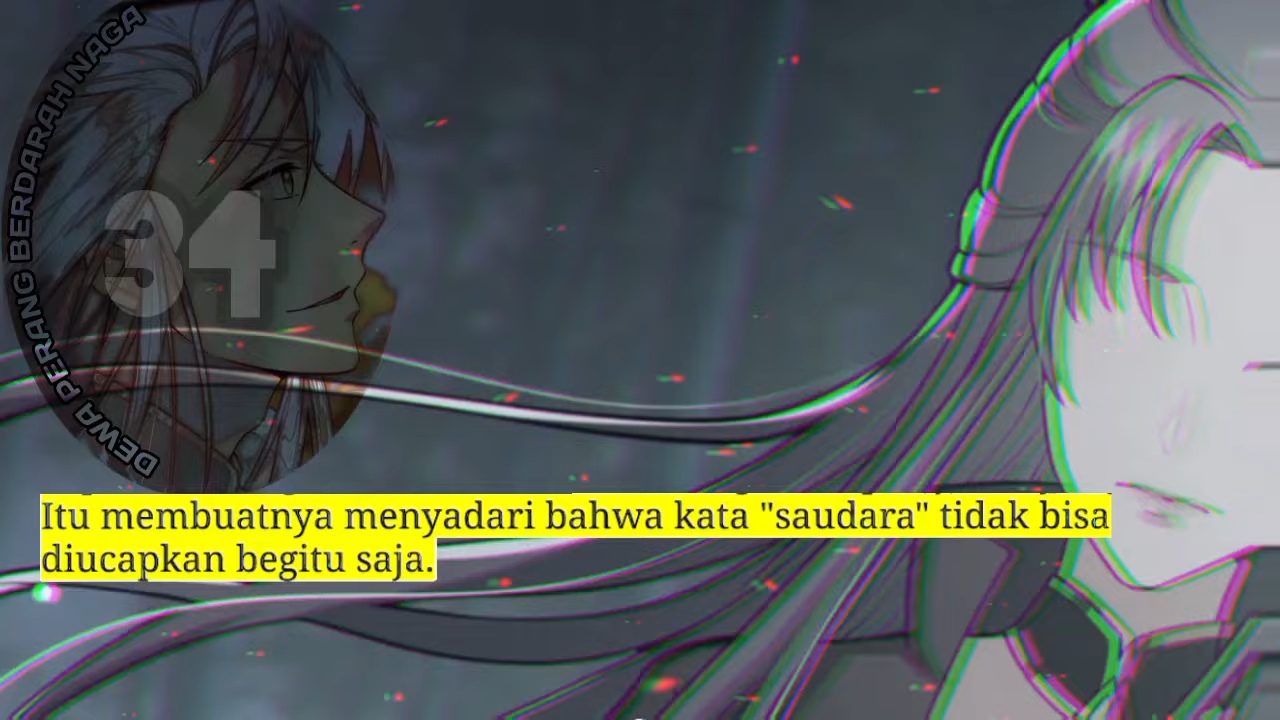 DEWA PERANG BERDARAH NAGA
34
Itu membuatnya menyadari bahwa kata "saudara" tidak bisa
diucapkan begitu saja.